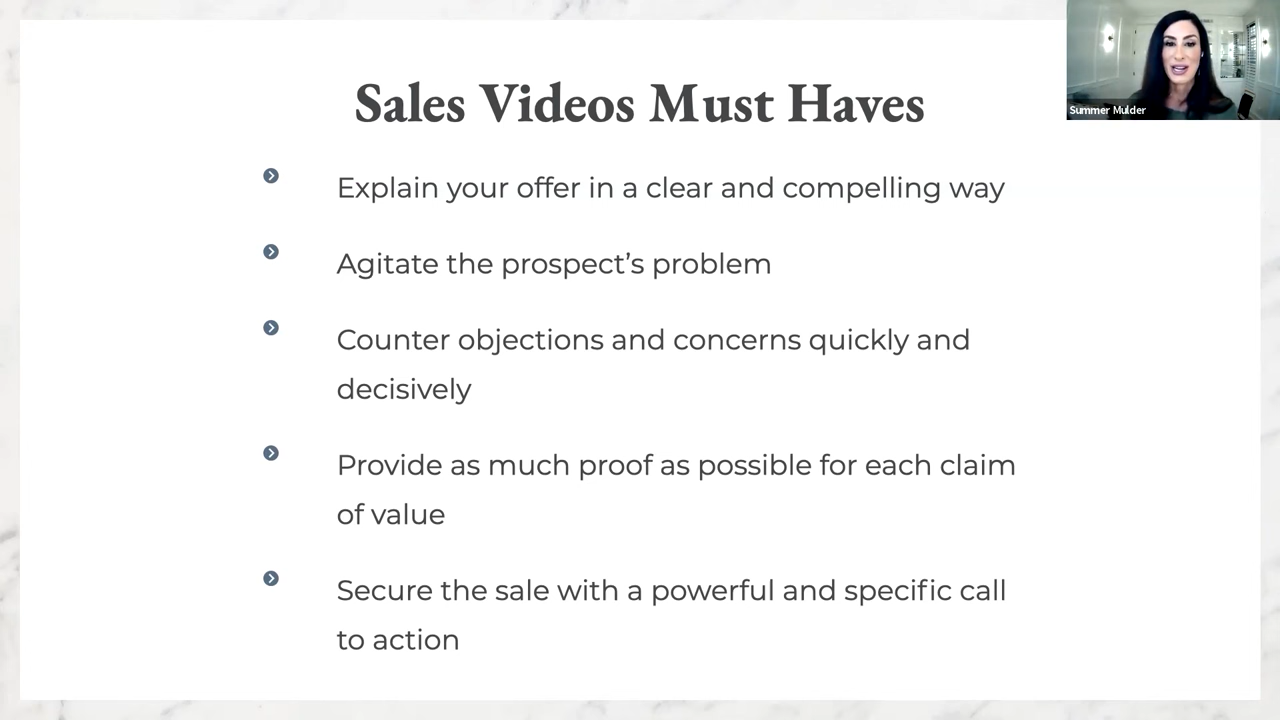 Sales Videos Must Haves
Summer Mulder
Explain your offer in a clear and compelling way
Agitate the prospect’s problem
Counter objections and concerns quickly and
decisively
Provide as much proof as possible for each claim
of value
Secure the sale with a powerful and specific call
to action